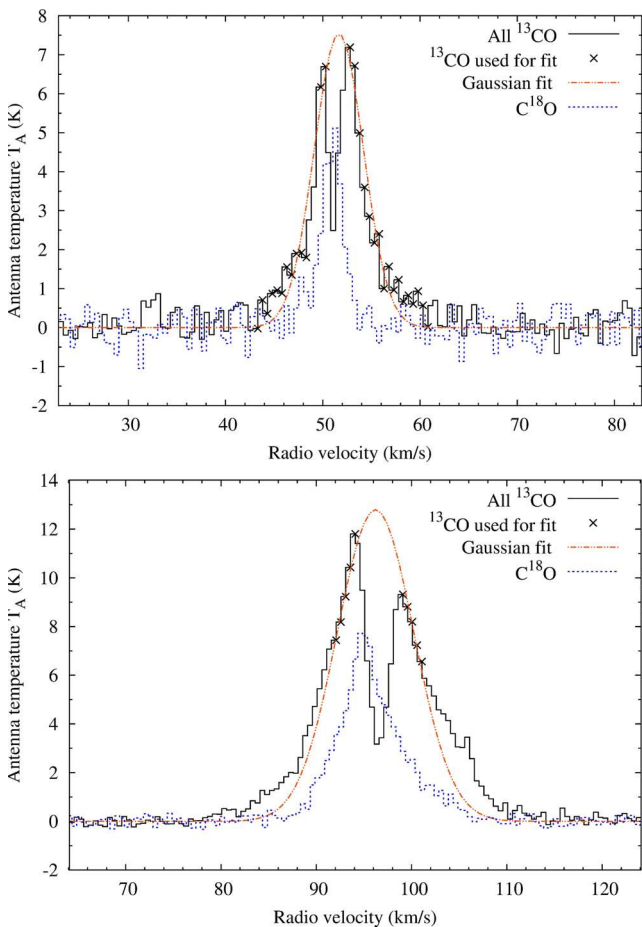 8
7
6
5
4
3
2
1
0
-1
-2
Antenna temperature T_A (K)
All ¹³CO
¹³CO used for fit
Gaussian fit
C¹⁸O
30 40 50 60 70 80
Radio velocity (km/s)
14
12
10
8
6
4
2
0
-2
Antenna temperature T_A (K)
All ¹³CO
¹³CO used for fit
Gaussian fit
C¹⁸O
70 80 90 100 110 120
Radio velocity (km/s)